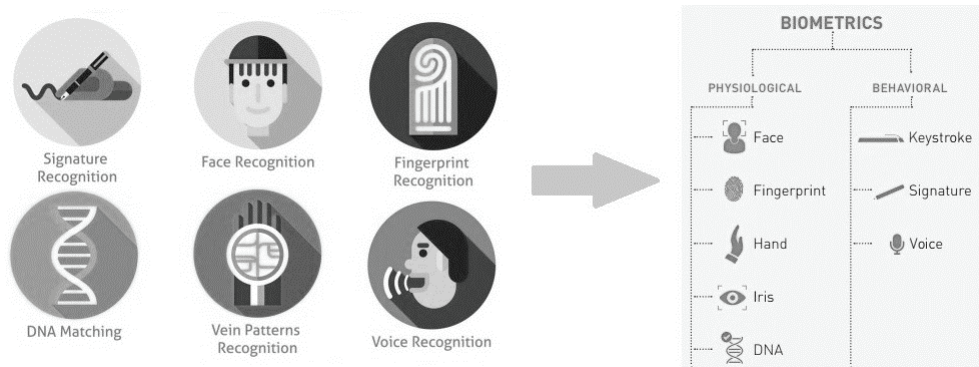 Signature
Recognition
Face Recognition
Fingerprint
Recognition
DNA Matching
Vein Patterns
Recognition
Voice Recognition
BIOMETRICS
PHYSIOLOGICAL
Face
Fingerprint
Hand
Iris
DNA
BEHAVIORAL
Keystroke
Signature
Voice